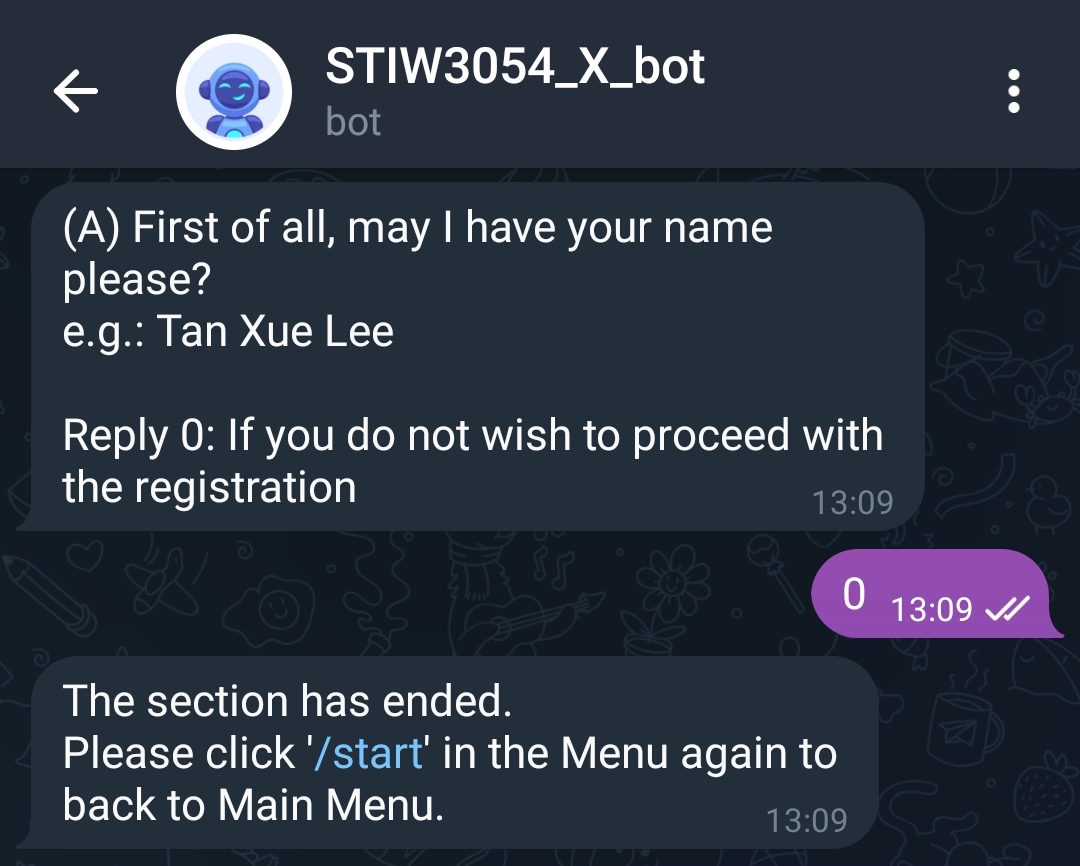 STIW3054_X_bot
bot
(A) First of all, may I have your name
please?
e.g.: Tan Xue Lee
Reply 0: If you do not wish to proceed with
the registration
13:09
0 13:09
The section has ended.
Please click '/start' in the Menu again to
back to Main Menu.
13:09